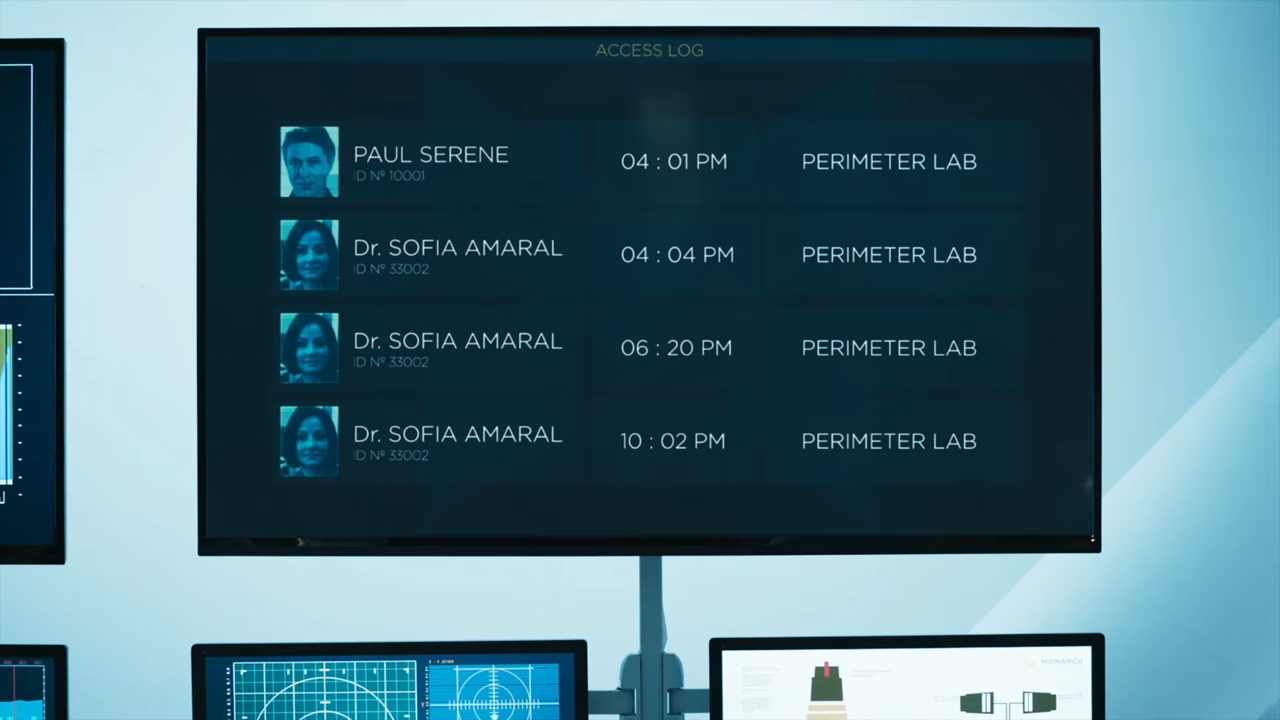 ACCESS LOG
PAUL SERENE
ID Nº 10001
04 : 01 PM
PERIMETER LAB
Dr. SOFIA AMARAL
ID Nº 33002
04 : 04 PM
PERIMETER LAB
Dr. SOFIA AMARAL
ID Nº 33002
06 : 20 PM
PERIMETER LAB
Dr. SOFIA AMARAL
ID Nº 33002
10 : 02 PM
PERIMETER LAB
MONARCH